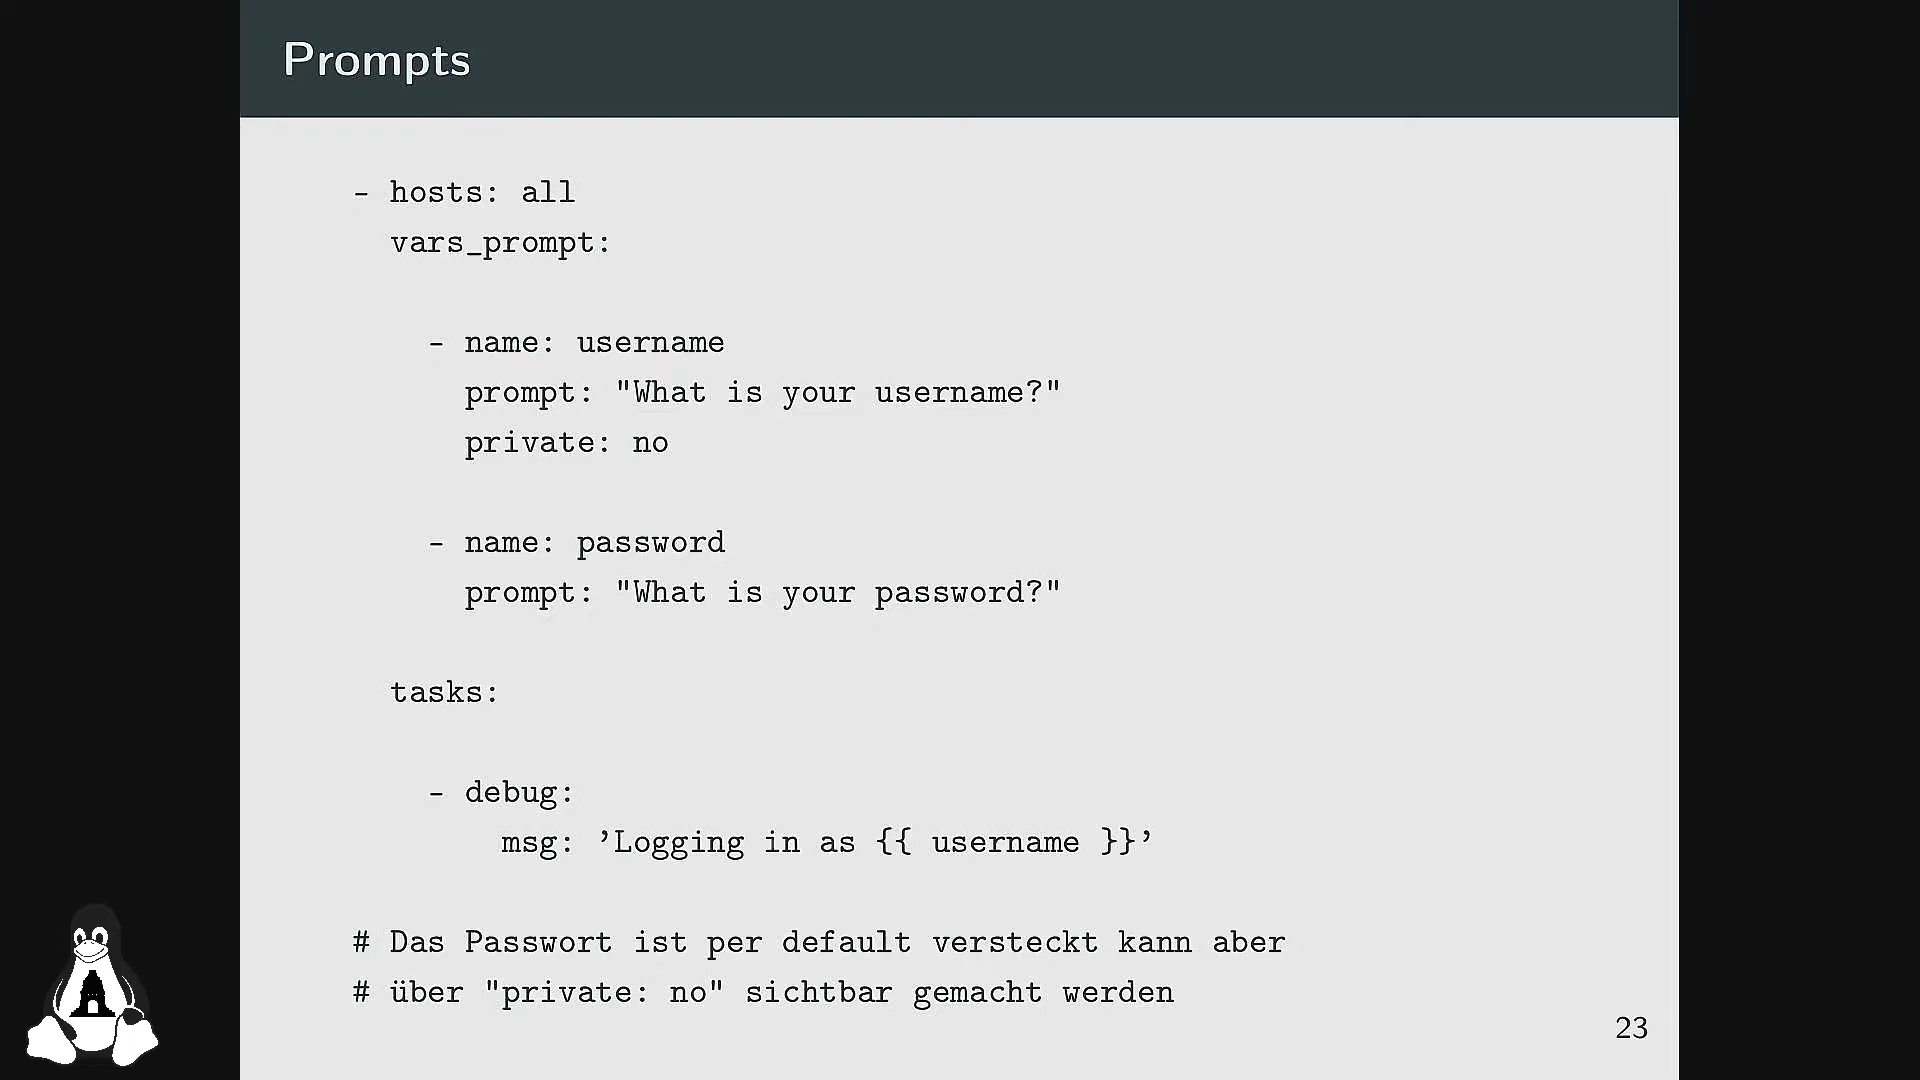 Prompts
- hosts: all
vars_prompt:
- name: username
prompt: "What is your username?"
private: no
- name: password
prompt: "What is your password?"
tasks:
- debug:
msg: ’Logging in as {{ username }}’
# Das Passwort ist per default versteckt kann aber
# über "private: no" sichtbar gemacht werden
23